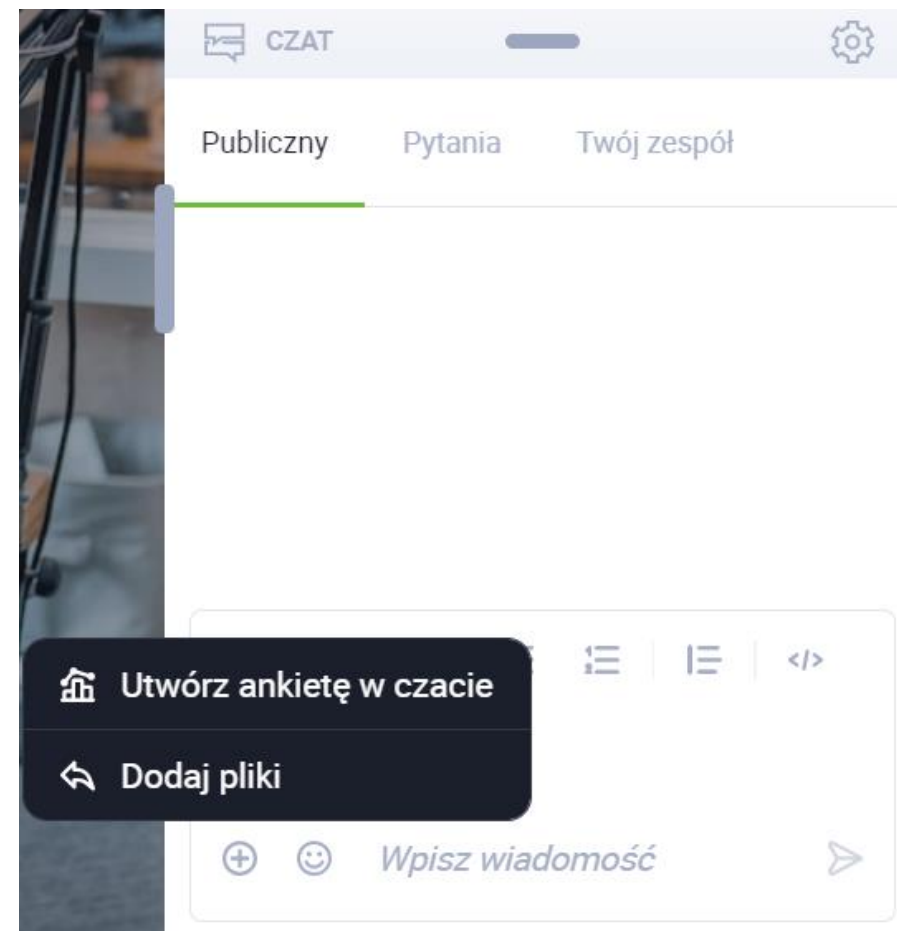 CZAT
Publiczny Pytania Twój zespół
Utwórz ankietę w czacie
Dodaj pliki
Wpisz wiadomość